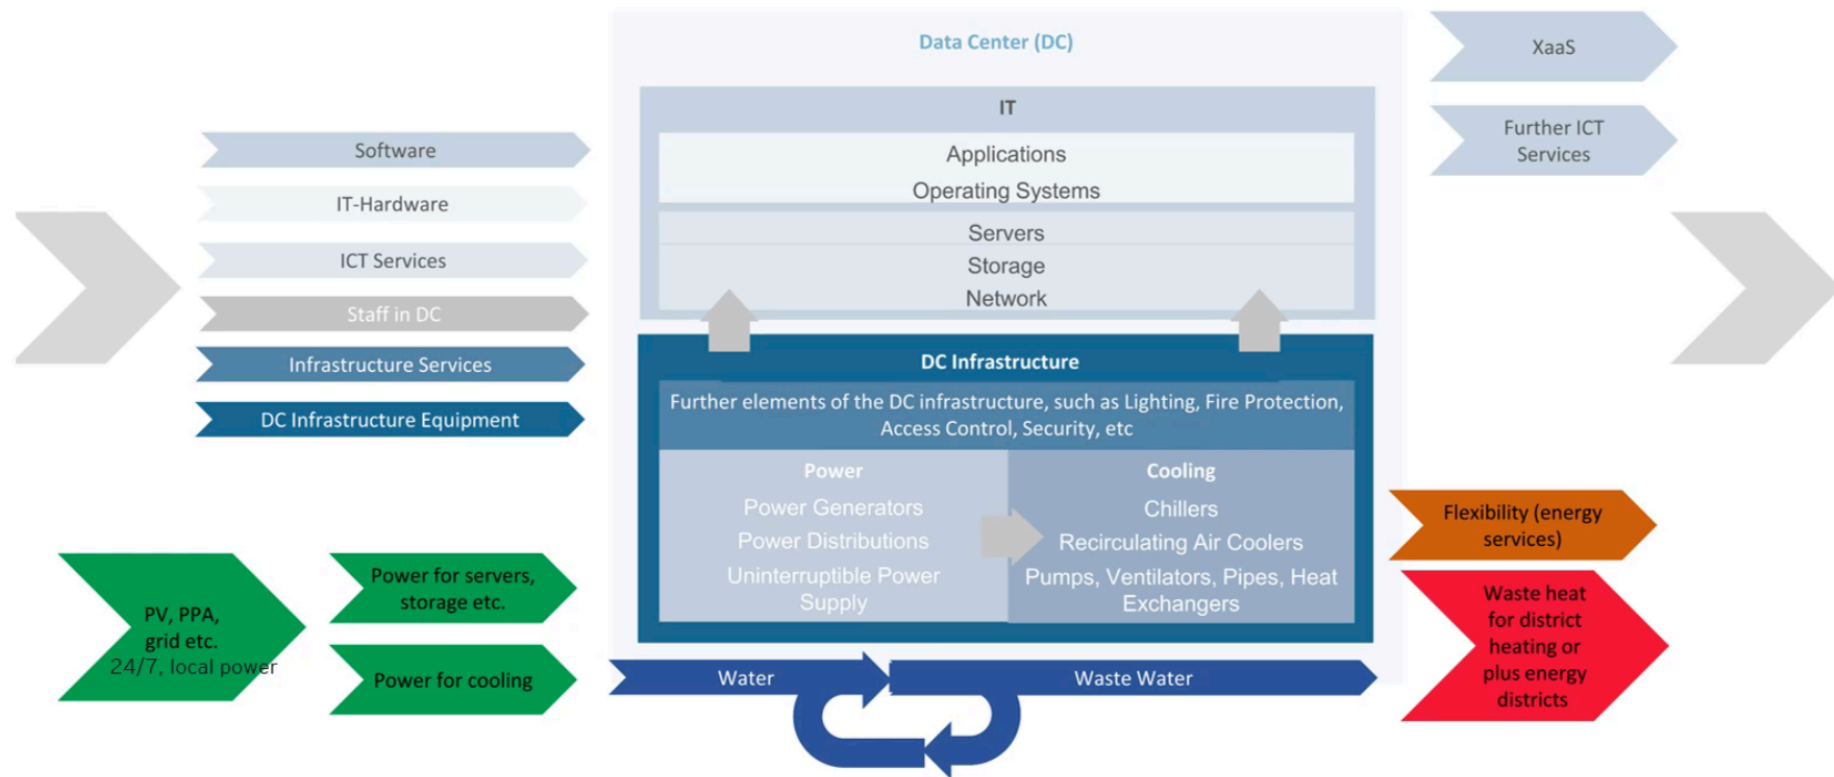 Data Center (DC)
IT
Applications
Operating Systems
Servers
Storage
Network
Software
IT-Hardware
ICT Services
Staff in DC
Infrastructure Services
DC Infrastructure Equipment
DC Infrastructure
Further elements of the DC infrastructure, such as Lighting, Fire Protection,
Access Control, Security, etc
Power
Power Generators
Power Distributions
Uninterruptible Power
Supply
Cooling
Chillers
Recirculating Air Coolers
Pumps, Ventilators, Pipes, Heat
Exchangers
XaaS
Further ICT
Services
PV, PPA,
grid etc.
24/7, local power
Power for servers,
storage etc.
Power for cooling
Water
Waste Water
Flexibility (energy
services)
Waste heat
for district
heating or
plus energy
districts